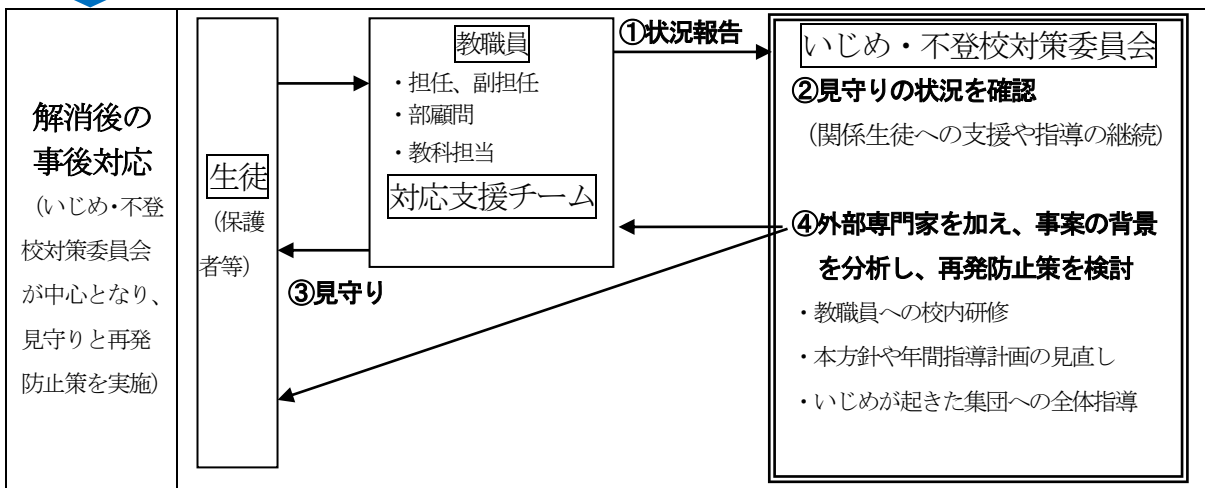 解消後の
事後対応
（いじめ・不登
校対策委員会
が中心となり、
見守りと再発
防止策を実施）
生徒
（保護
者等）
教職員
・担任、副担任
・部顧問
・教科担当
対応支援チーム
①状況報告
③見守り
いじめ・不登校対策委員会
②見守りの状況を確認
（関係生徒への支援や指導の継続）
④外部専門家を加え、事案の背景
を分析し、再発防止策を検討
・教職員への校内研修
・本方針や年間指導計画の見直し
・いじめが起きた集団への全体指導